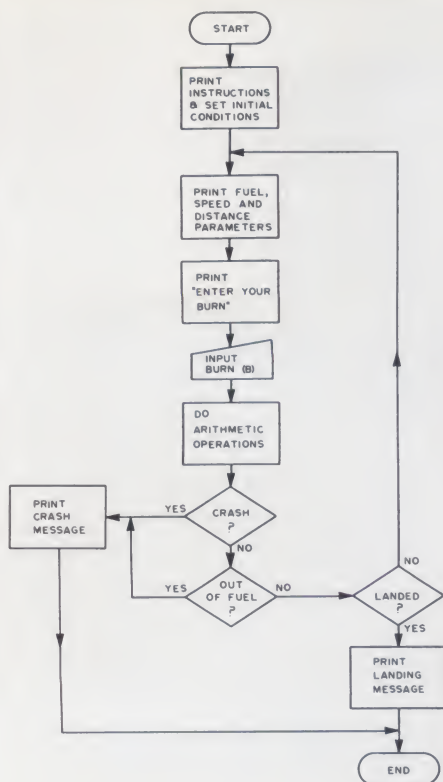 START
PRINT
INSTRUCTIONS
& SET INITIAL
CONDITIONS
PRINT FUEL,
SPEED AND
DISTANCE
PARAMETERS
PRINT
"ENTER YOUR
BURN"
INPUT
BURN (B)
DO
ARITHMETIC
OPERATIONS
PRINT
CRASH
MESSAGE
YES
CRASH
?
NO
YES
OUT
OF FUEL
?
NO
LANDED
?
NO
YES
PRINT
LANDING
MESSAGE
END